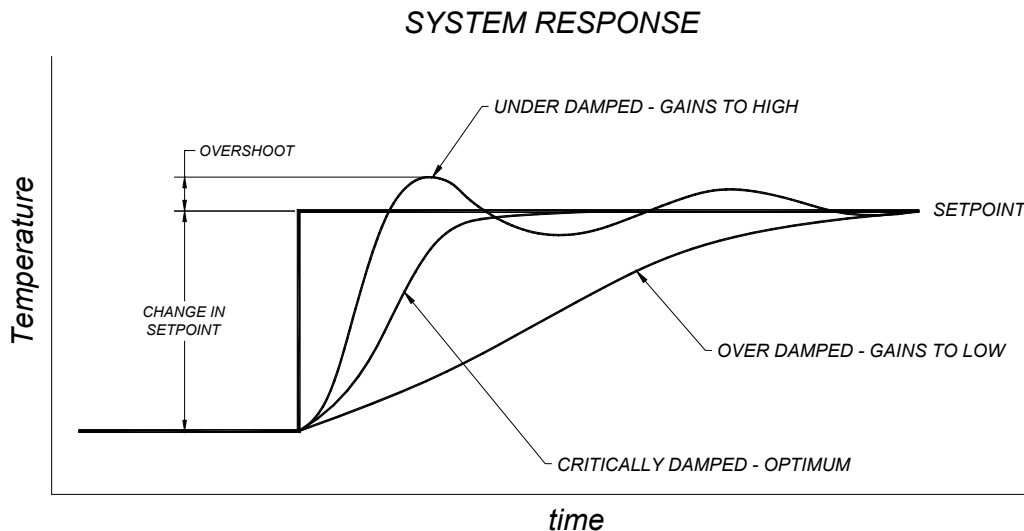 SYSTEM RESPONSE
UNDER DAMPED - GAINS TO HIGH
OVERSHOOT
SETPOINT
Temperature
CHANGE IN
SETPOINT
OVER DAMPED - GAINS TO LOW
CRITICALLY DAMPED - OPTIMUM
time